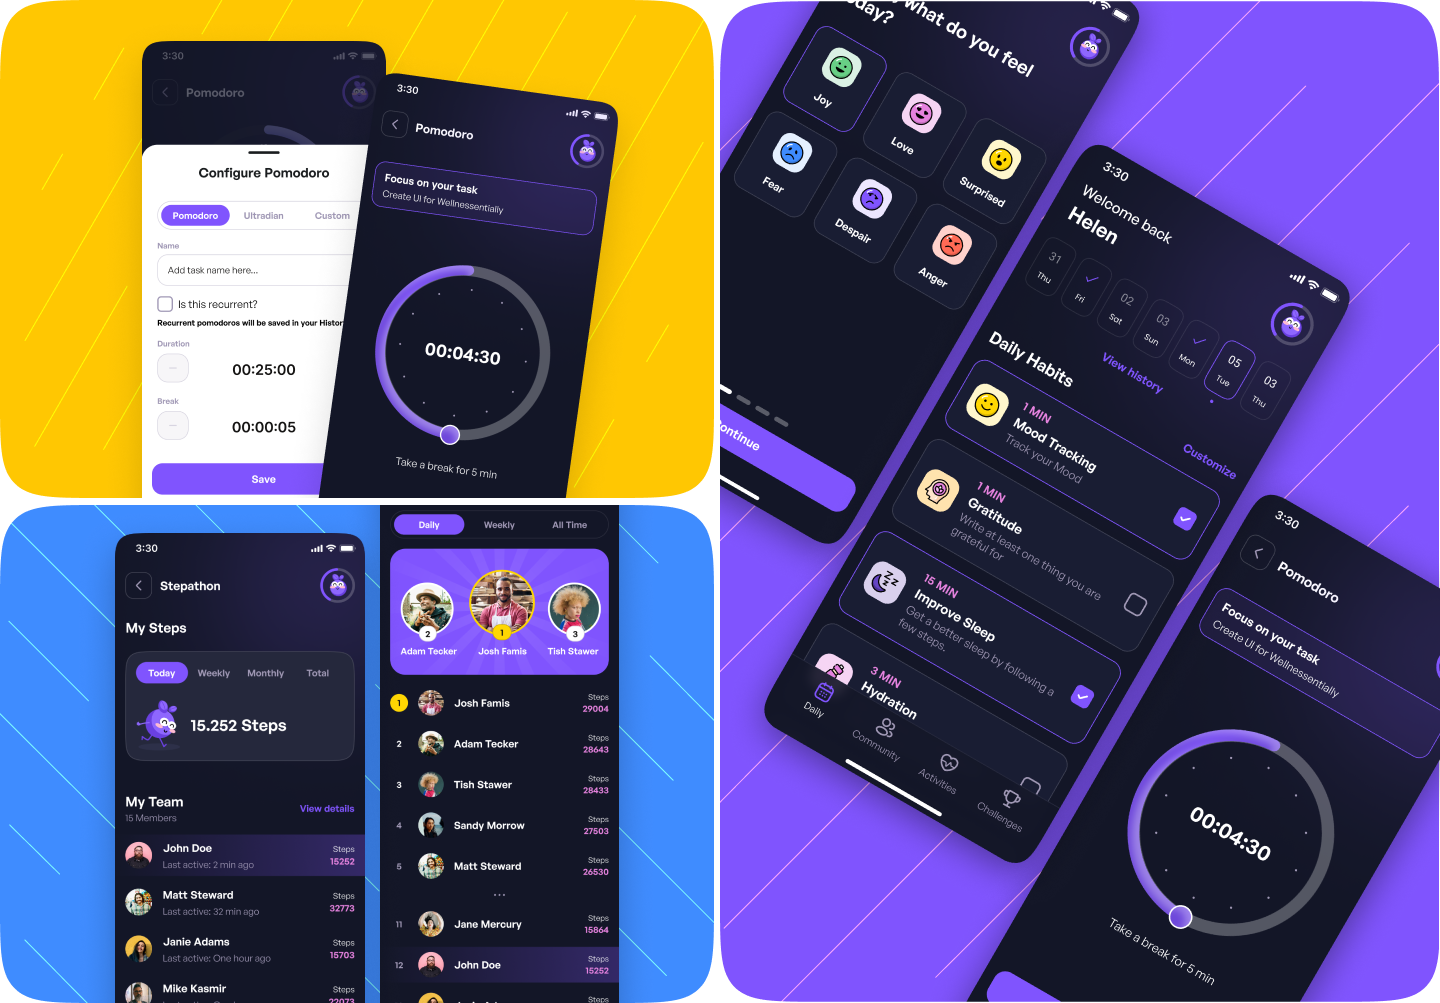 3:30
Pomodoro
Configure Pomodoro
Pomodoro
Ultradian
Custom
Name
Add task name here...
Is this recurrent?
Recurrent pomodoros will be saved in your
Duration
00:25:00
Break
00:00:05
Save
3:30
Pomodoro
Focus on your task
Create UI for Wellnessentially
00:04:30
Take a break for 5 min
3:30
Stepathon
My Steps
Today
Weekly
Monthly
Total
15.252 Steps
My Team
15 Members
View details
John Doe
Last active: 2 min ago
Steps
15252
Matt Steward
Last active: 32 min ago
Steps
32773
Janie Adams
Last active: One hour ago
Steps
15703
Mike Kasmir
Steps
22073
Daily
Weekly
All Time
2
1
3
Adam Tecker
Josh Famis
Tish Stawer
1
Josh Famis
Steps
29004
2
Adam Tecker
Steps
28643
3
Tish Stawer
Steps
28433
4
Sandy Morrow
Steps
27503
5
Matt Steward
Steps
26530
...
11
Jane Mercury
Steps
15864
12
John Doe
Steps
15252
Steps
what do you feel
Joy
Love
Surprised
Fear
Despair
Anger
3:30
Welcome back
Helen
31
Thu
Fri
02
Sat
03
Sun
Mon
05
Tue
03
Thu
View history
Daily Habits
Customize
1 MIN
Mood Tracking
Track your Mood
1 MIN
Gratitude
Write at least one thing you are
grateful for
15 MIN
Improve Sleep
Get a better sleep by following a
few steps.
3 MIN
Hydration
Daily
Community
Activities
Challenges
3:30
Pomodoro
Focus on your task
Create UI for Wellnessentially
00:04:30
Take a break for 5 min